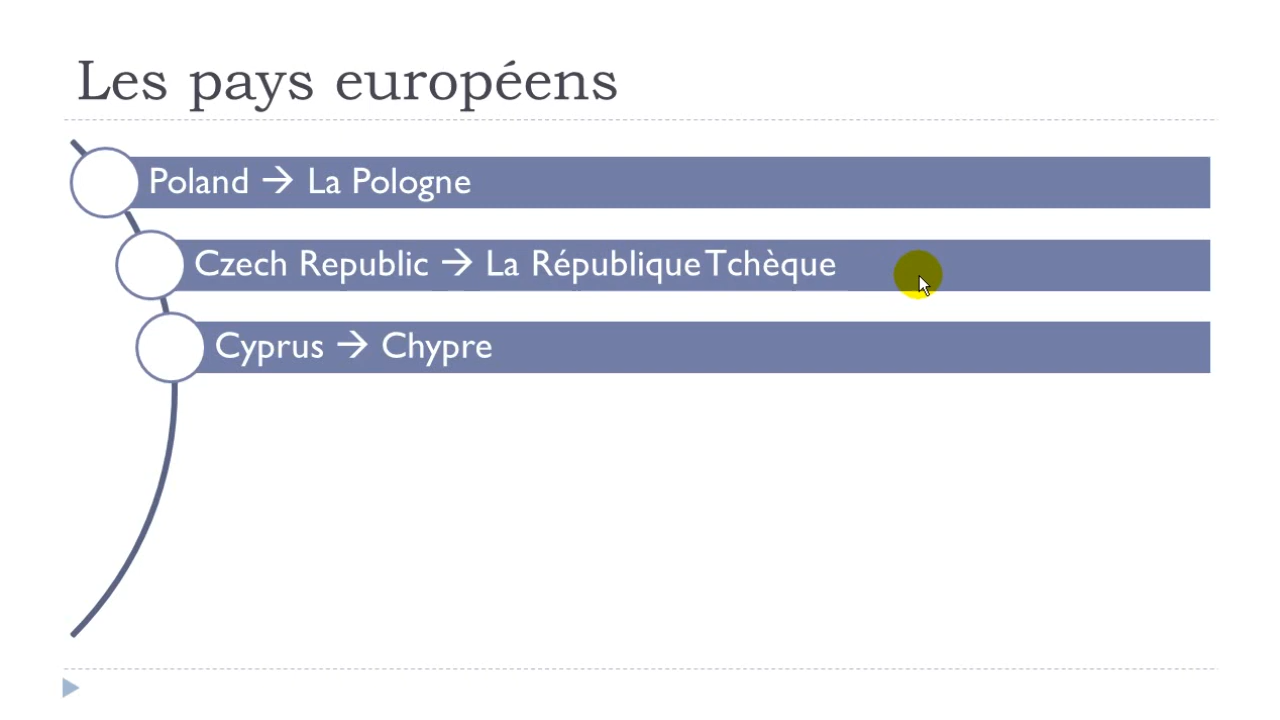 Les pays européens
Poland → La Pologne
Czech Republic → La République Tchèque
Cyprus → Chypre